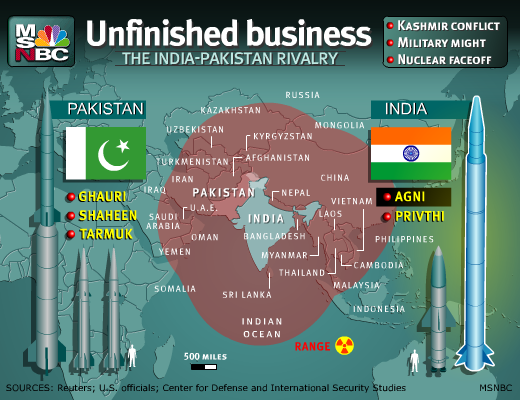 MSNBC
Unfinished business
THE INDIA-PAKISTAN RIVALRY
KASHMIR CONFLICT
MILITARY MIGHT
NUCLEAR FACEOFF
PAKISTAN
GHAURI
SHAHEEN
TARMUK
INDIA
AGNI
PRIVTHI
RUSSIA
KAZAKHSTAN
MONGOLIA
UZBEKISTAN
KYRGYZSTAN
TURKMENISTAN
AFGHANISTAN
IRAN
CHINA
IRAQ
PAKISTAN
NEPAL
U.A.E.
VIETNAM
SAUDI
ARABIA
INDIA
LAOS
OMAN
BANGLADESH
PHILIPPINES
YEMEN
MYANMAR
CAMBODIA
THAILAND
SOMALIA
SRI LANKA
MALAYSIA
INDONESIA
INDIAN
OCEAN
RANGE
500 MILES
SOURCES: Reuters; U.S. officials; Center for Defense and International Security Studies
MSNBC